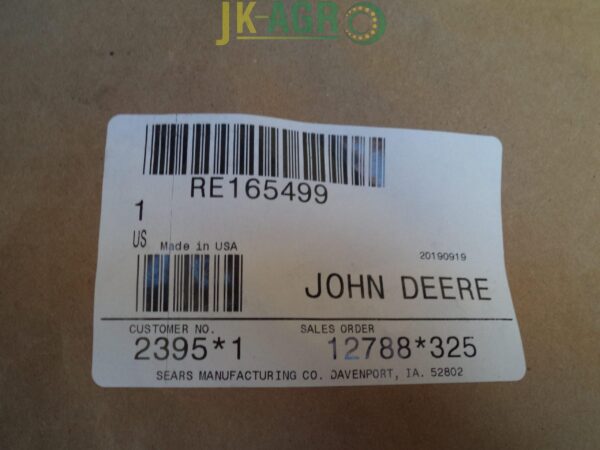 JK-AGRO
RE165499
1
US
Made in USA
20190919
JOHN DEERE
CUSTOMER NO.
SALES ORDER
2395*1
12788*325
SEARS MANUFACTURING CO. DAVENPORT, IA. 52802